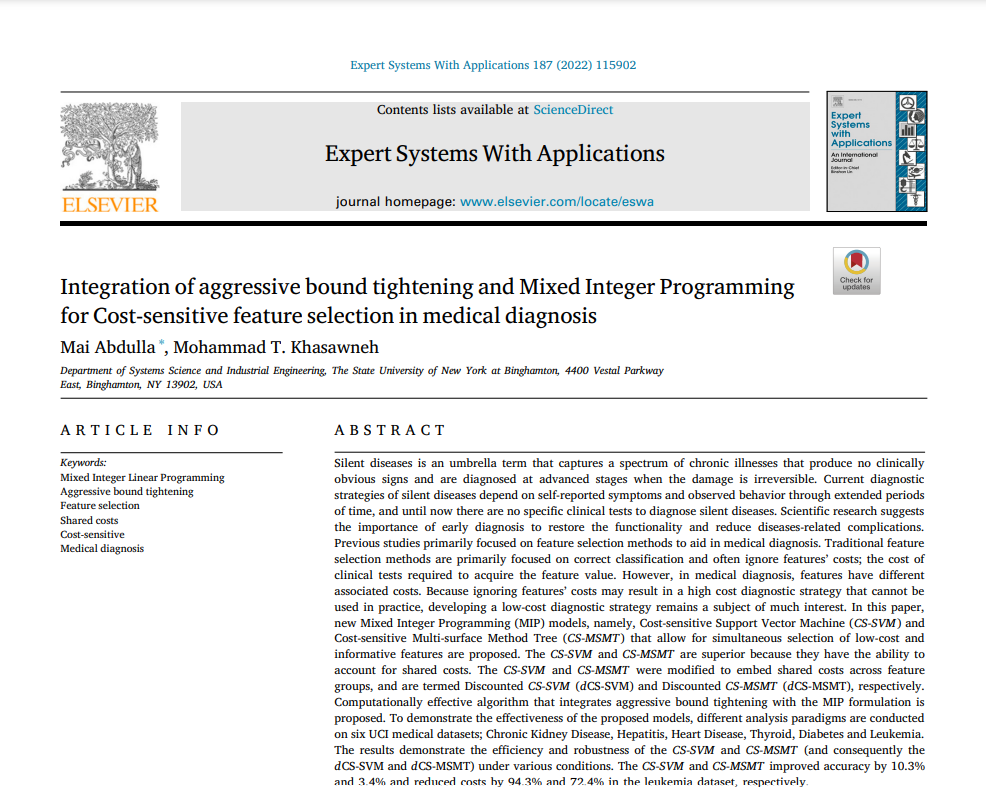 Expert Systems With Applications 187 (2022) 115902
Contents lists available at ScienceDirect
Expert Systems With Applications
journal homepage: www.elsevier.com/locate/eswa
ELSEVIER
Expert
Systems
with
Applications
An International
Journal
Editor-in-Chief
Binshan Lin
Check for
updates
Integration of aggressive bound tightening and Mixed Integer Programming
for Cost-sensitive feature selection in medical diagnosis
Mai Abdulla *, Mohammad T. Khasawneh
Department of Systems Science and Industrial Engineering, The State University of New York at Binghamton, 4400 Vestal Parkway
East, Binghamton, NY 13902, USA
ARTICLE INFO
Keywords:
Mixed Integer Linear Programming
Aggressive bound tightening
Feature selection
Shared costs
Cost-sensitive
Medical diagnosis
ABSTRACT
Silent diseases is an umbrella term that captures a spectrum of chronic illnesses that produce no clinically
obvious signs and are diagnosed at advanced stages when the damage is irreversible. Current diagnostic
strategies of silent diseases depend on self-reported symptoms and observed behavior through extended periods
of time, and until now there are no specific clinical tests to diagnose silent diseases. Scientific research suggests
the importance of early diagnosis to restore the functionality and reduce diseases-related complications.
Previous studies primarily focused on feature selection methods to aid in medical diagnosis. Traditional feature
selection methods are primarily focused on correct classification and often ignore features' costs; the cost of
clinical tests required to acquire the feature value. However, in medical diagnosis, features have different
associated costs. Because ignoring features' costs may result in a high cost diagnostic strategy that cannot be
used in practice, developing a low-cost diagnostic strategy remains a subject of much interest. In this paper,
new Mixed Integer Programming (MIP) models, namely, Cost-sensitive Support Vector Machine (CS-SVM) and
Cost-sensitive Multi-surface Method Tree (CS-MSMT) that allow for simultaneous selection of low-cost and
informative features are proposed. The CS-SVM and CS-MSMT are superior because they have the ability to
account for shared costs. The CS-SVM and CS-MSMT were modified to embed shared costs across feature
groups, and are termed Discounted CS-SVM (dCS-SVM) and Discounted CS-MSMT (dCS-MSMT), respectively.
Computationally effective algorithm that integrates aggressive bound tightening with the MIP formulation is
proposed. To demonstrate the effectiveness of the proposed models, different analysis paradigms are conducted
on six UCI medical datasets; Chronic Kidney Disease, Hepatitis, Heart Disease, Thyroid, Diabetes and Leukemia.
The results demonstrate the efficiency and robustness of the CS-SVM and CS-MSMT (and consequently the
dCS-SVM and dCS-MSMT) under various conditions. The CS-SVM and CS-MSMT improved accuracy by 10.3%
and 3.4% and reduced costs by 94.3% and 72.4% in the leukemia dataset, respectively.